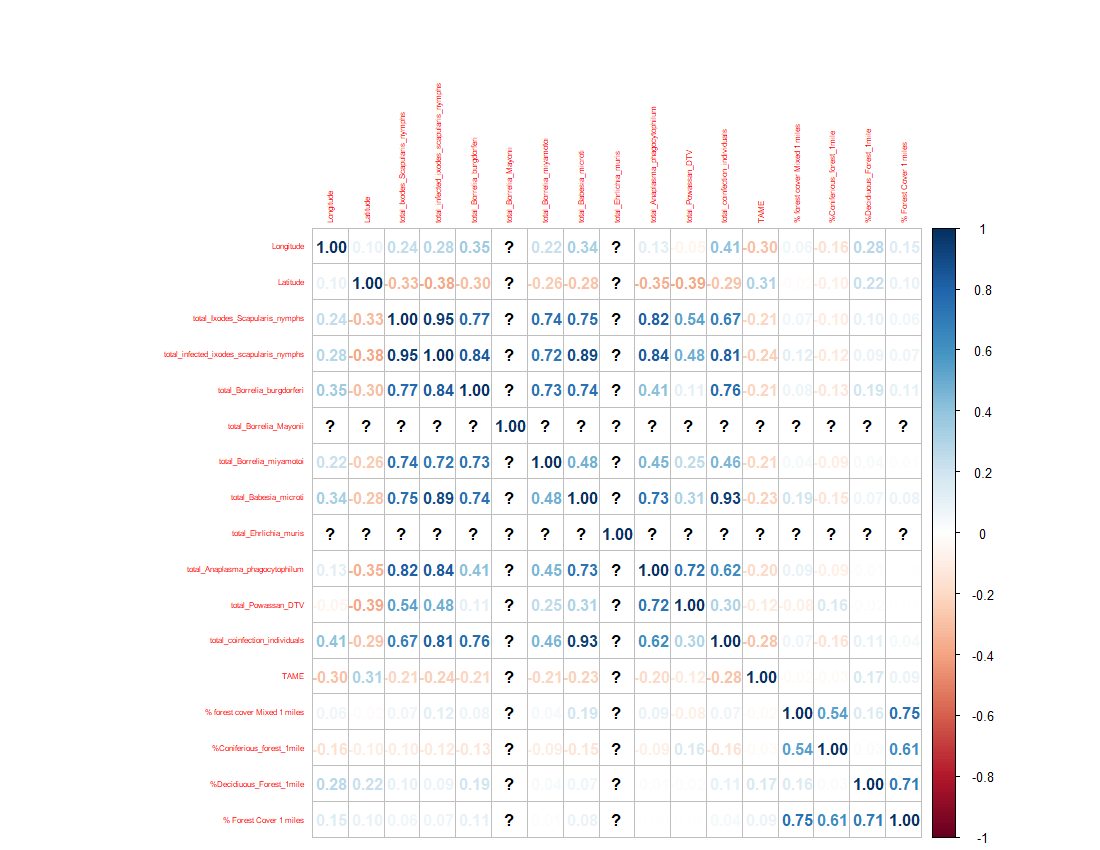 Longitude
Latitude
total_Ixodes_Scapularis_nymphs
total_infected_ixodes_scapularis_nymphs
total_Borrelia_burgdorferi
total_Borrelia_Mayonii
total_Borrelia_miyamotoi
total_Babesia_microti
total_Ehrlichia_muris
total_Anaplasma_phagocytophilum
total_Powassan_DTV
total_coinfection_individuals
TAME
% forest cover Mixed 1 miles
%Coniferious_forest_1mile
%Deciduous_Forest_1mile
% Forest Cover 1 miles
Longitude 1.00 0.10 0.24 0.28 0.35 ? 0.22 0.34 ? 0.13 -0.05 0.41 -0.30 0.06 -0.16 0.28 0.15
Latitude 0.10 1.00 -0.33 -0.38 -0.30 ? -0.26 -0.28 ? -0.35 -0.39 -0.29 0.31 -0.10 0.22 0.10
total_Ixodes_Scapularis_nymphs 0.24 -0.33 1.00 0.95 0.77 ? 0.74 0.75 ? 0.82 0.54 0.67 -0.21 0.07 -0.10 0.10 0.06
total_infected_ixodes_scapularis_nymphs 0.28 -0.38 0.95 1.00 0.84 ? 0.72 0.89 ? 0.84 0.48 0.81 -0.24 0.12 -0.12 0.09 0.07
total_Borrelia_burgdorferi 0.35 -0.30 0.77 0.84 1.00 ? 0.73 0.74 ? 0.41 0.11 0.76 -0.21 0.08 -0.13 0.19 0.11
total_Borrelia_Mayonii ? ? ? ? ? 1.00 ? ? ? ? ? ? ? ? ? ? ?
total_Borrelia_miyamotoi 0.22 -0.26 0.74 0.72 0.73 ? 1.00 0.48 ? 0.45 0.25 0.46 -0.21 0.04 -0.09 0.04
total_Babesia_microti 0.34 -0.28 0.75 0.89 0.74 ? 0.48 1.00 ? 0.73 0.31 0.93 -0.23 0.19 -0.15 0.07 0.08
total_Ehrlichia_muris ? ? ? ? ? ? ? ? 1.00 ? ? ? ? ? ? ? ?
total_Anaplasma_phagocytophilum 0.13 -0.35 0.82 0.84 0.41 ? 0.45 0.73 ? 1.00 0.72 0.62 -0.20 0.09 -0.09
total_Powassan_DTV -0.05 -0.39 0.54 0.48 0.11 ? 0.25 0.31 ? 0.72 1.00 0.30 -0.12 -0.08 0.16
total_coinfection_individuals 0.41 -0.29 0.67 0.81 0.76 ? 0.46 0.93 ? 0.62 0.30 1.00 -0.28 0.07 -0.16 0.11 0.04
TAME -0.30 0.31 -0.21 -0.24 -0.21 ? -0.21 -0.23 ? -0.20 -0.12 -0.28 1.00 0.17 0.09
% forest cover Mixed 1 miles 0.06 0.07 0.12 0.08 ? 0.04 0.19 ? 0.09 -0.08 0.07 1.00 0.54 0.16 0.75
%Coniferious_forest_1mile -0.16 -0.10 -0.10 -0.12 -0.13 ? -0.09 -0.15 ? -0.09 0.16 -0.16 0.54 1.00 0.61
%Deciduous_Forest_1mile 0.28 0.22 0.10 0.09 0.19 ? 0.04 0.07 ? 0.11 0.17 0.16 1.00 0.71
% Forest Cover 1 miles 0.15 0.10 0.06 0.07 0.11 ? 0.08 ? 0.04 0.09 0.75 0.61 0.71 1.00
1
0.8
0.6
0.4
0.2
0
-0.2
-0.4
-0.6
-0.8
-1